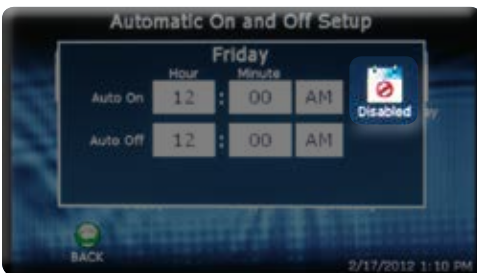 Automatic On and Off Setup
Friday
Hour Minute
Auto On 12 : 00 AM
Disabled
Auto Off 12 : 00 AM
BACK
2/17/2012 1:10 PM